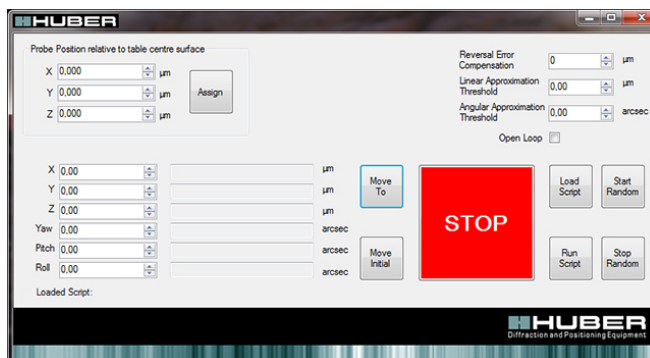 HUBER
Probe Position relative to table centre surface
X 0,000 µm
Y 0,000 µm
Z 0,000 µm
Assign
Reversal Error
Compensation
0 µm
Linear Approximation
Threshold
0,00 µm
Angular Approximation
Threshold
0,00 arcsec
Open Loop
X 0,00 µm
Y 0,00 µm
Z 0,00 µm
Yaw 0,00 arcsec
Pitch 0,00 arcsec
Roll 0,00 arcsec
Move
To
Move
Initial
STOP
Load
Script
Start
Random
Run
Script
Stop
Random
Loaded Script:
HUBER
Diffraction and Positioning Equipment